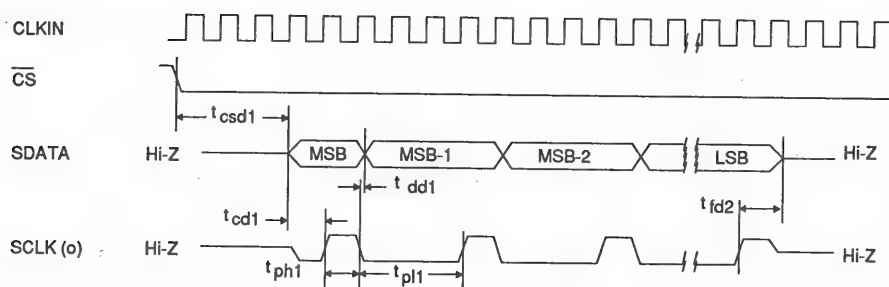 CLKIN
CS
t csd1
SDATA Hi-Z MSB MSB-1 MSB-2 LSB Hi-Z
t dd1
t cd1 t fd2
SCLK (o) Hi-Z Hi-Z
t ph1 t pl1